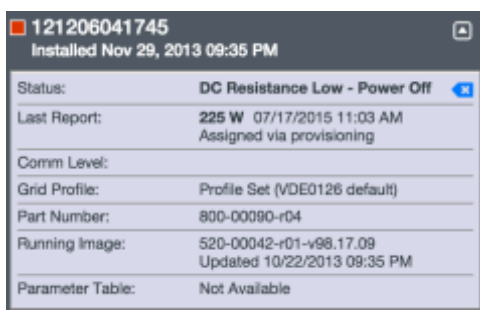 121206041745
Installed Nov 29, 2013 09:35 PM
Status: DC Resistance Low - Power Off
Last Report: 225 W 07/17/2015 11:03 AM
Assigned via provisioning
Comm Level:
Grid Profile: Profile Set (VDE0126 default)
Part Number: 800-00090-r04
Running Image: 520-00042-r01-v98.17.09
Updated 10/22/2013 09:35 PM
Parameter Table: Not Available